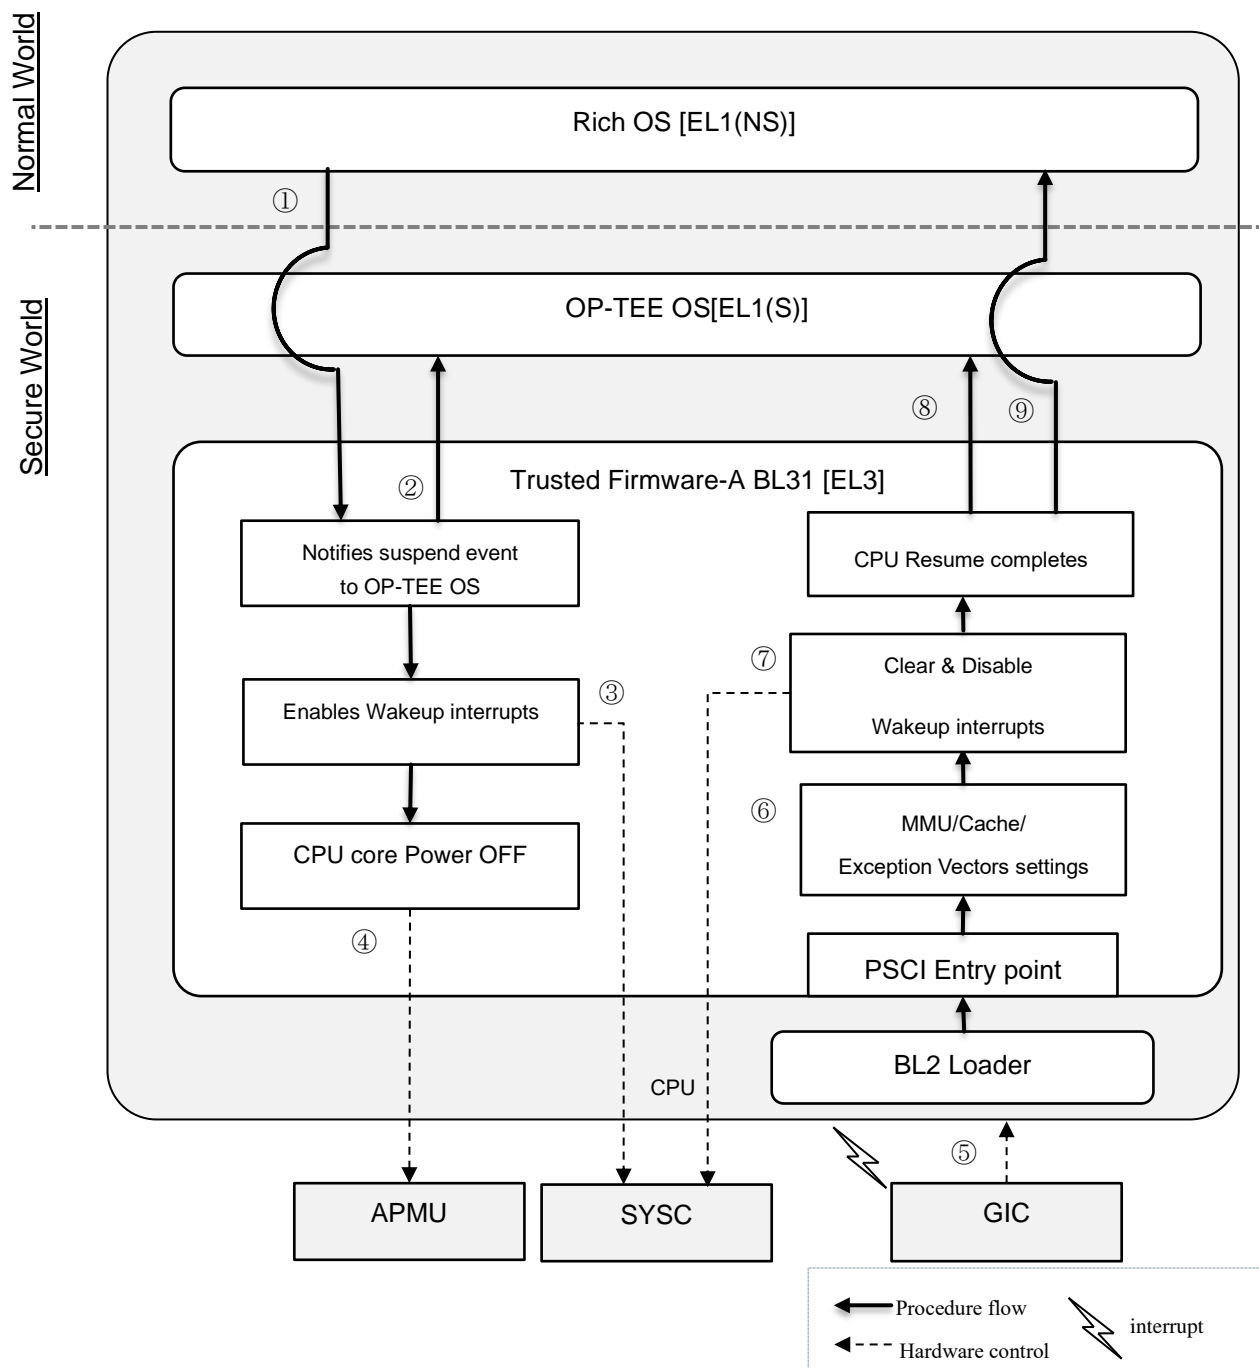 Normal World
Rich OS [EL1(NS)]
①
Secure World
OP-TEE OS[EL1(S)]
⑧
⑨
②
Trusted Firmware-A BL31 [EL3]
Notifies suspend event
to OP-TEE OS
CPU Resume completes
③
Enables Wakeup interrupts
⑦
Clear & Disable
Wakeup interrupts
⑥
MMU/Cache/
Exception Vectors settings
CPU core Power OFF
④
PSCI Entry point
BL2 Loader
CPU
⑤
APMU
SYSC
GIC
Procedure flow
interrupt
Hardware control